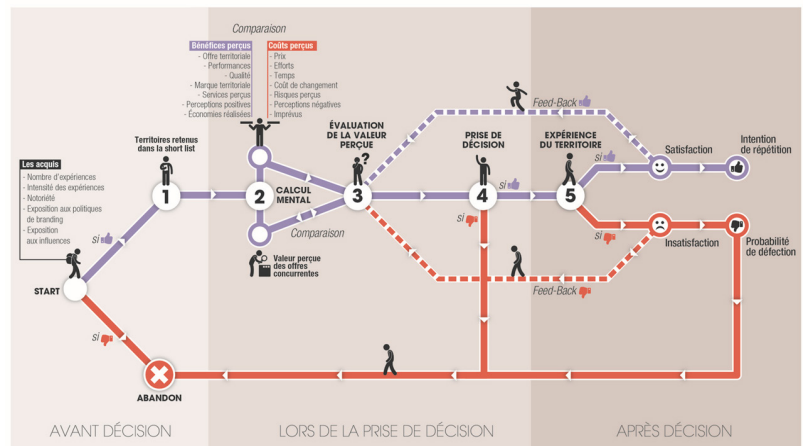 Comparaison
Bénéfices perçus
- Offre territoriale
- Performances
- Qualité
- Marque territoriale
- Services perçus
- Perceptions positives
- Économies réalisées
Coûts perçus
- Prix
- Efforts
- Temps
- Coût de changement
- Risques perçus
- Perceptions négatives
- Imprévus
Les acquis
- Nombre d'expériences
- Intensité des expériences
- Notoriété
- Exposition aux politiques
de branding
- Exposition
aux influences
START
si
si
ABANDON
Territoires retenus
dans la short list
1
2
CALCUL
MENTAL
Comparaison
Valeur perçue
des offres
concurrentes
ÉVALUATION
DE LA VALEUR
PERÇUE
?
3
PRISE DE
DÉCISION
4
si
si
EXPÉRIENCE
DU TERRITOIRE
5
si
si
Feed-Back
Feed-Back
Satisfaction
Intention
de répétition
Insatisfaction
Probabilité
de défection
AVANT DÉCISION
LORS DE LA PRISE DE DÉCISION
APRÈS DÉCISION